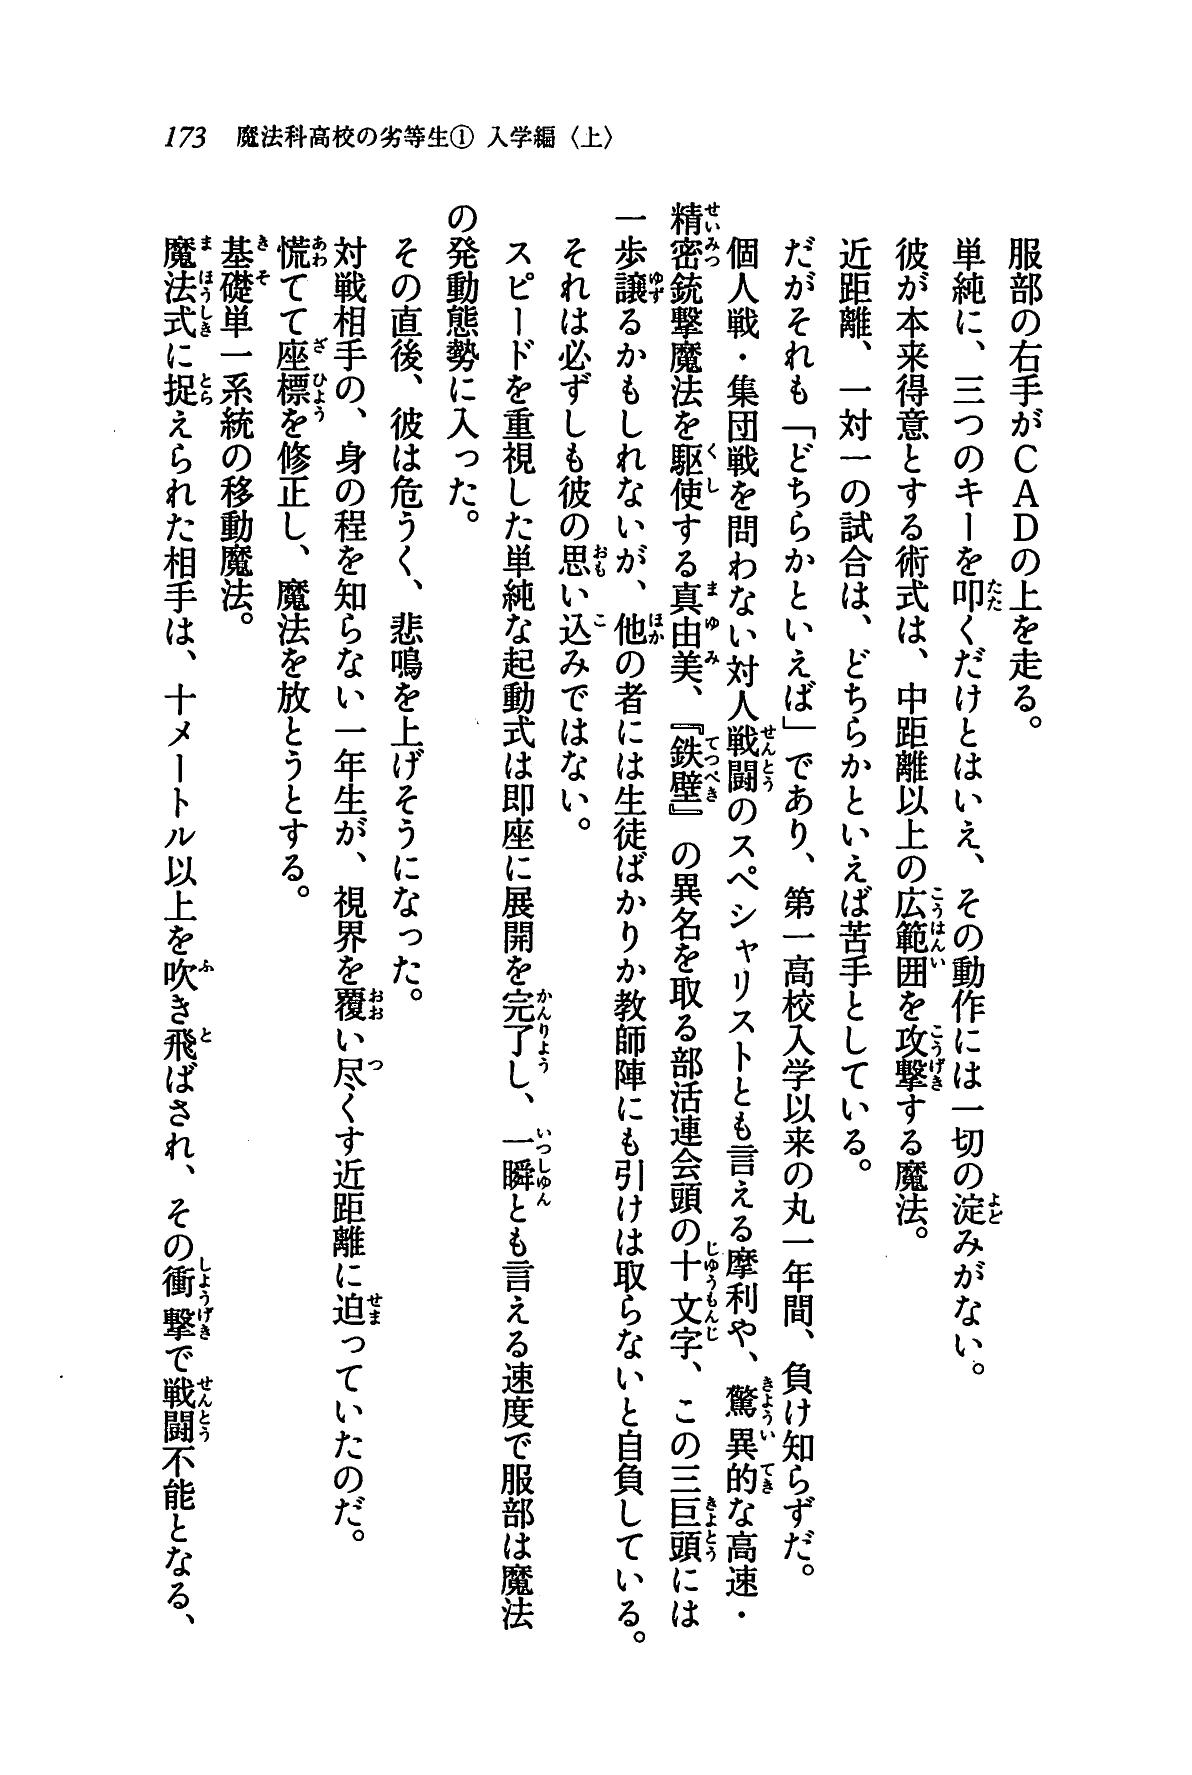 173 魔法科高校の劣等生① 入学編〈上〉
服部の右手がＣＡＤの上を走る。
単純に、三つのキーを叩くだけとはいえ、その動作には一切の淀みがない。
彼が本来得意とする術式は、中距離以上の広範囲を攻撃する魔法。
近距離、一対一の試合は、どちらかといえば苦手としている。
だがそれも「どちらかといえば」であり、第一高校入学以来の丸一年間、負け知らずだ。
個人戦・集団戦を問わない対人戦闘のスペシャリストとも言える摩利や、驚異的な高速・
精密銃撃魔法を駆使する真由美、『鉄壁』の異名を取る部活連会頭の十文字、この三巨頭には
一歩譲るかもしれないが、他の者には生徒ばかりか教師陣にも引けは取らないと自負している。
それは必ずしも彼の思い込みではない。
スピードを重視した単純な起動式は即座に展開を完了し、一瞬とも言える速度で服部は魔法
の発動態勢に入った。
その直後、彼は危うく、悲鳴を上げそうになった。
対戦相手の、身の程を知らない一年生が、視界を覆い尽くす近距離に迫っていたのだ。
慌てて座標を修正し、魔法を放とうとする。
基礎単一系統の移動魔法。
魔法式に捉えられた相手は、十メートル以上を吹き飛ばされ、その衝撃で戦闘不能となる、